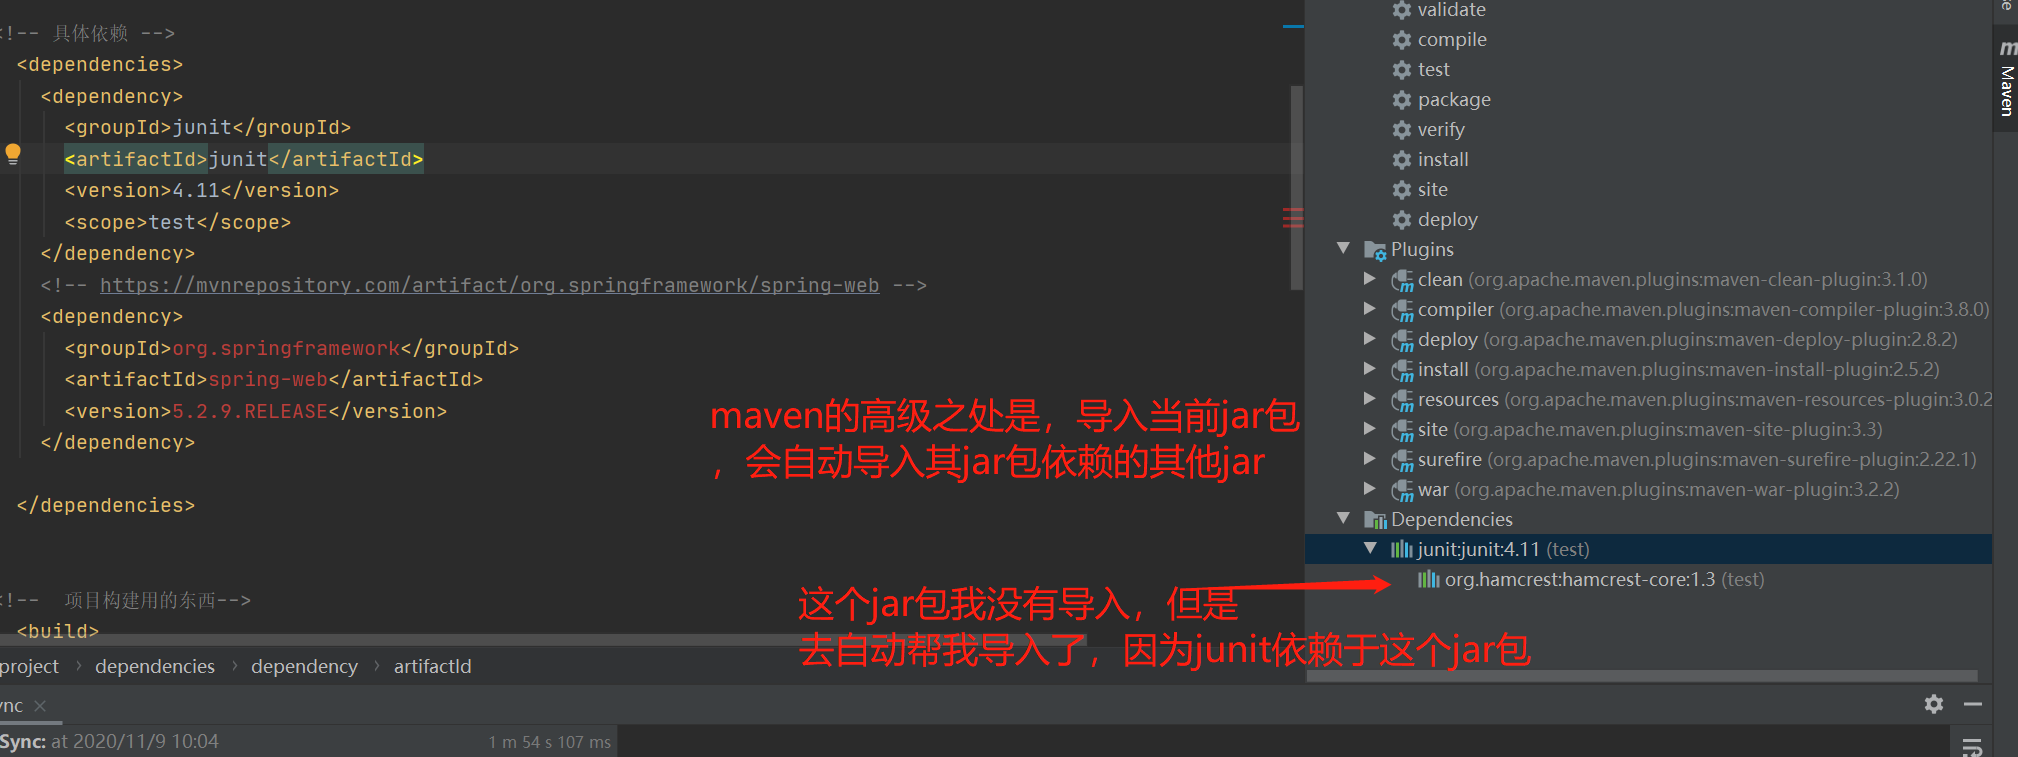 !-- 具体依赖 -->
<dependencies>
<dependency>
<groupId>junit</groupId>
<artifactId>junit</artifactId>
<version>4.11</version>
<scope>test</scope>
</dependency>
<!-- https://mvnrepository.com/artifact/org.springframework/spring-web -->
<dependency>
<groupId>org.springframework</groupId>
<artifactId>spring-web</artifactId>
<version>5.2.9.RELEASE</version>
</dependency>
</dependencies>
!-- 项目构建用的东西-->
<build>
maven的高级之处是，导入当前jar包
，会自动导入其jar包依赖的其他jar
这个jar包我没有导入，但是
去自动帮我导入了，因为junit依赖于这个jar包
project › dependencies › dependency › artifactId
validate
compile
test
package
verify
install
site
deploy
Plugins
clean (org.apache.maven.plugins:maven-clean-plugin:3.1.0)
compiler (org.apache.maven.plugins:maven-compiler-plugin:3.8.0)
deploy (org.apache.maven.plugins:maven-deploy-plugin:2.8.2)
install (org.apache.maven.plugins:maven-install-plugin:2.5.2)
resources (org.apache.maven.plugins:maven-resources-plugin:3.0.2
site (org.apache.maven.plugins:maven-site-plugin:3.3)
surefire (org.apache.maven.plugins:maven-surefire-plugin:2.22.1)
war (org.apache.maven.plugins:maven-war-plugin:3.2.2)
Dependencies
junit:junit:4.11 (test)
org.hamcrest:hamcrest-core:1.3 (test)
m Maven
ync ×
Sync: at 2020/11/9 10:04
1 m 54 s 107 ms